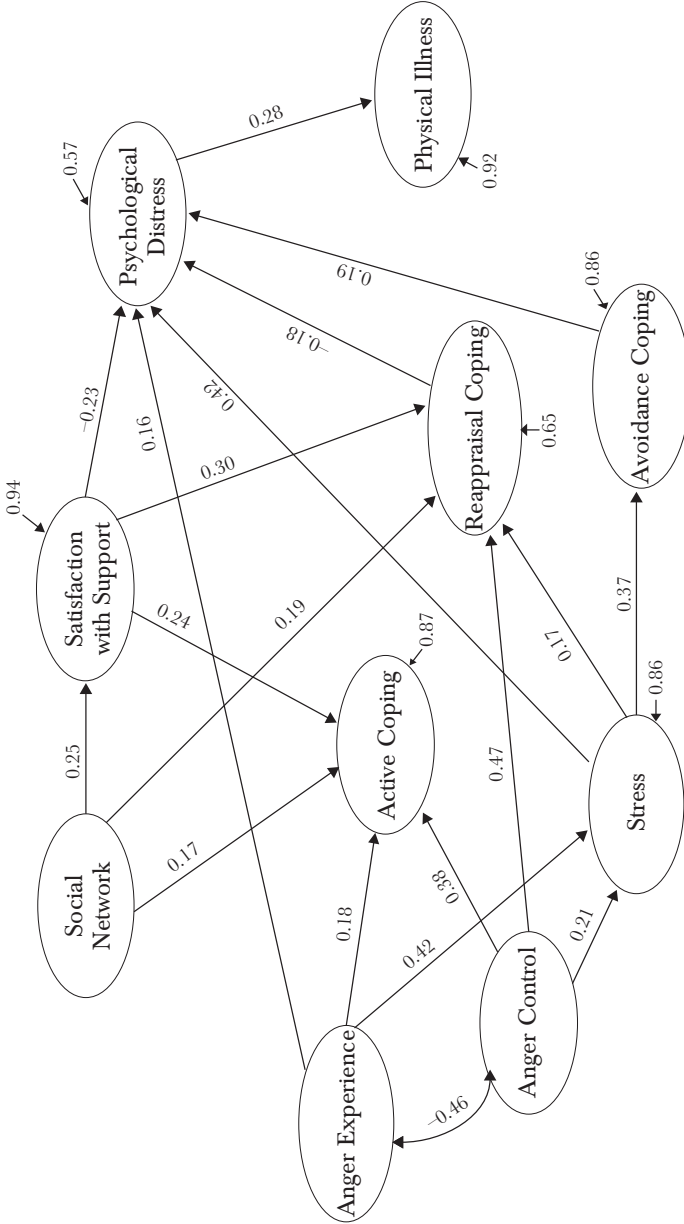 0.94
0.57
Social
Network
0.25
Satisfaction
with Support
–0.23
Psychological
Distress
0.17
0.24
0.16
0.30
0.28
0.19
0.42
–0.18
0.19
Anger Experience
0.18
Active Coping
0.87
Physical Illness
0.92
0.42
0.38
–0.46
0.47
Reappraisal Coping
0.65
Anger Control
0.21
0.17
0.86
Stress
0.86
0.37
Avoidance Coping